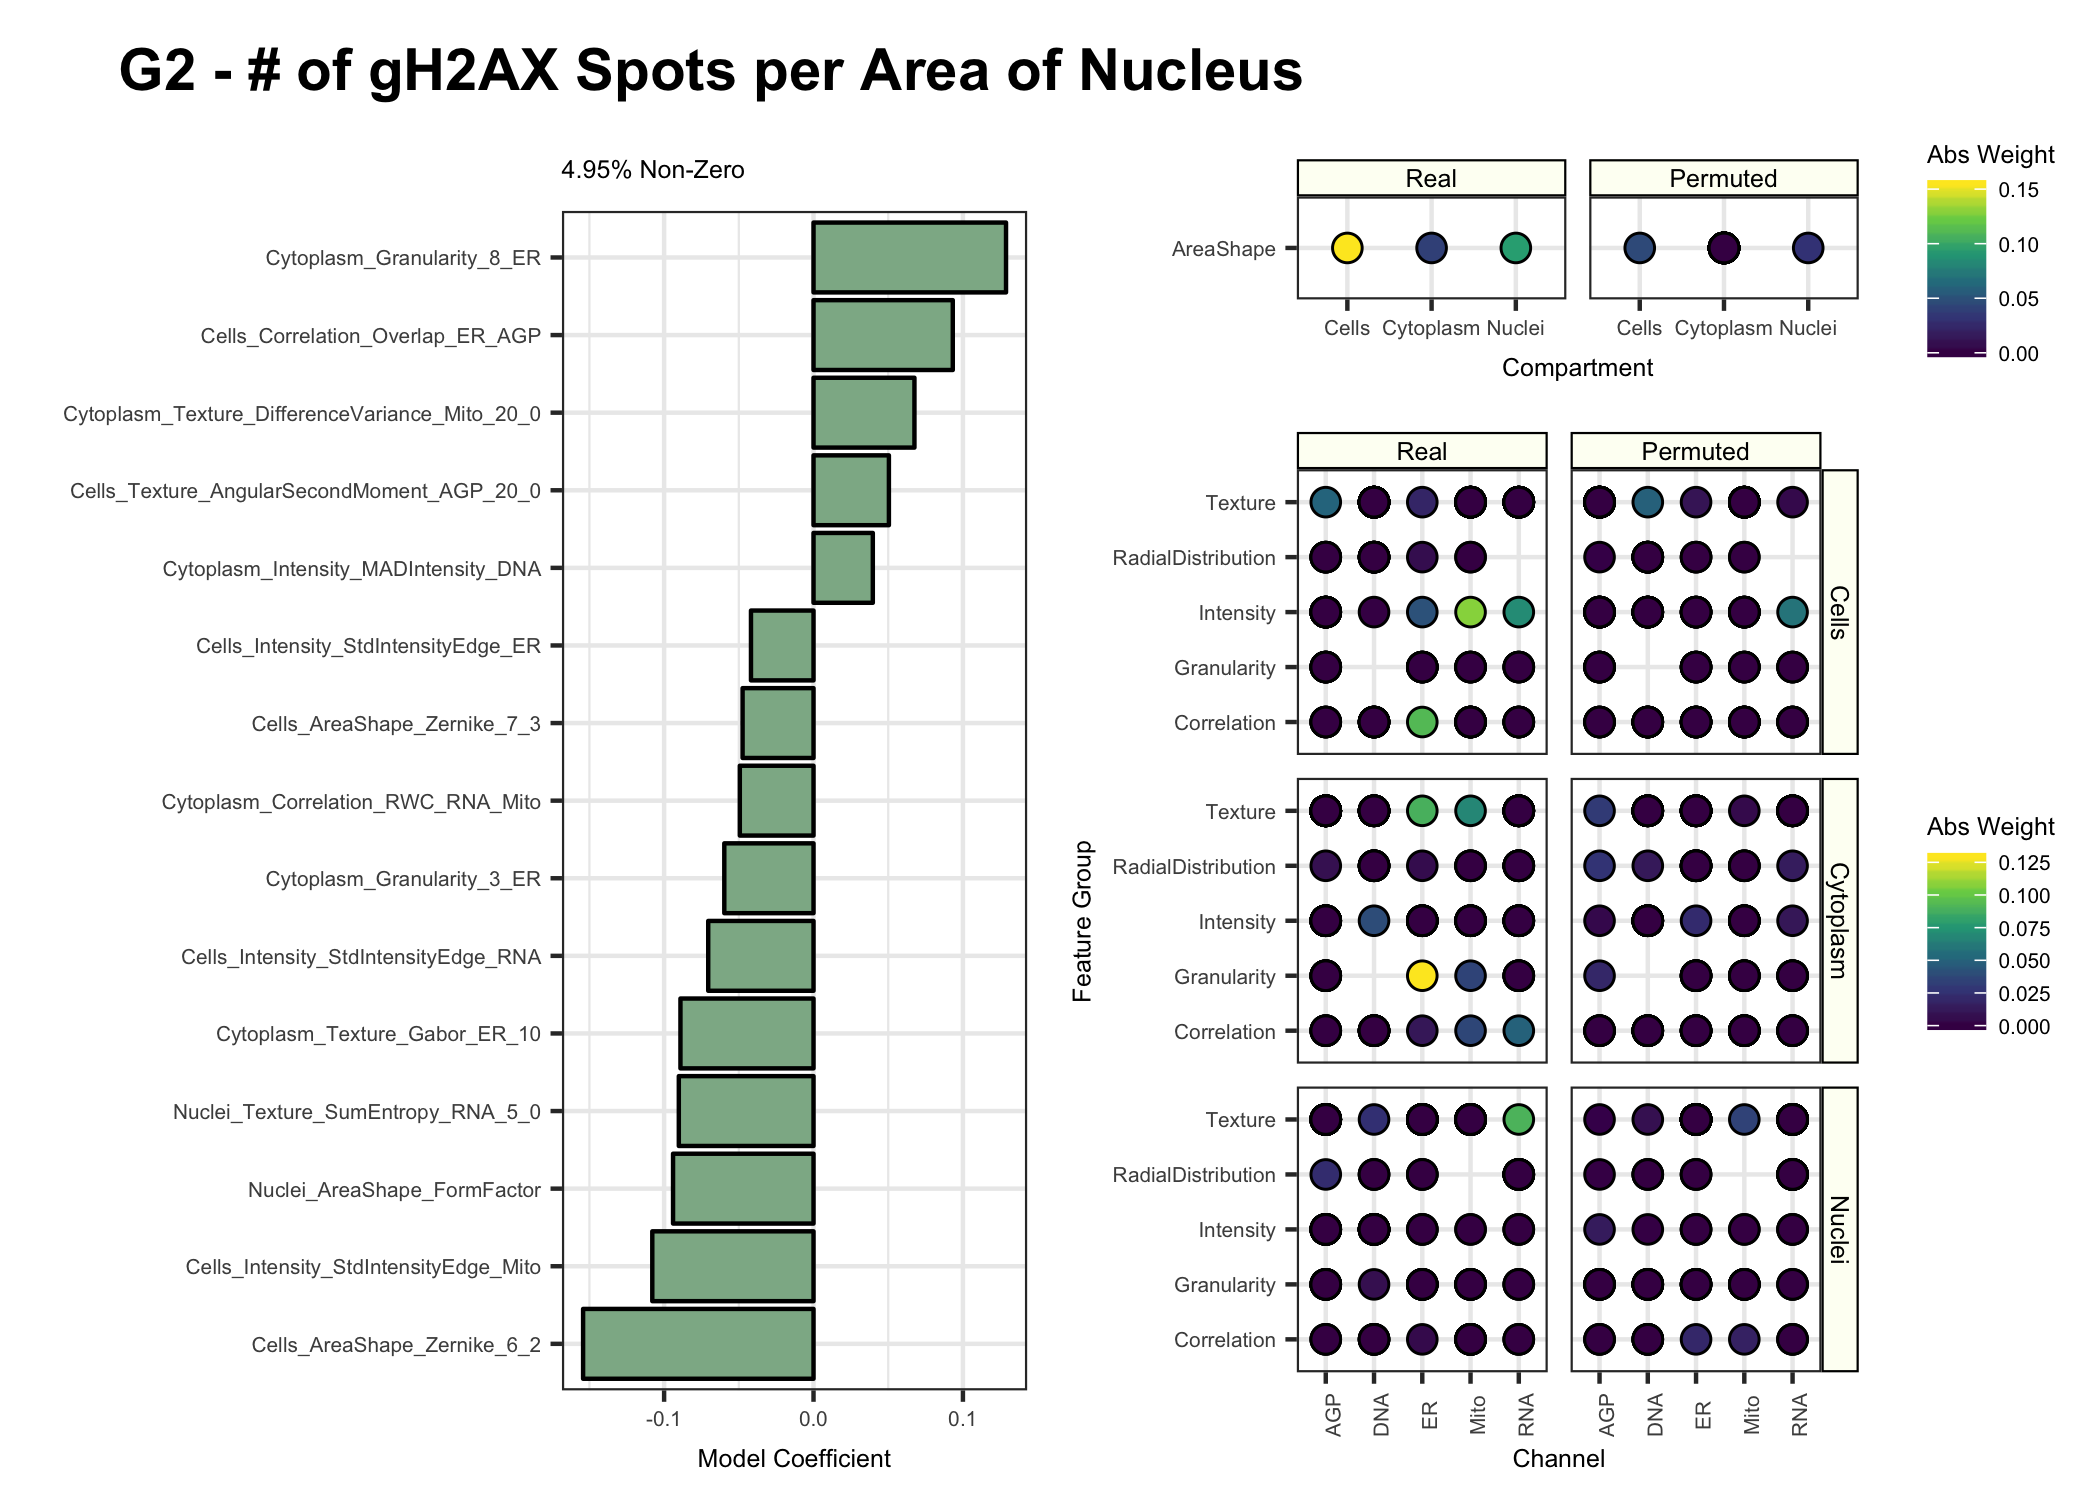 G2 - # of gH2AX Spots per Area of Nucleus
4.95% Non-Zero
Cytoplasm_Granularity_8_ER
Cells_Correlation_Overlap_ER_AGP
Cytoplasm_Texture_DifferenceVariance_Mito_20_0
Cells_Texture_AngularSecondMoment_AGP_20_0
Cytoplasm_Intensity_MADIntensity_DNA
Cells_Intensity_StdIntensityEdge_ER
Cells_AreaShape_Zernike_7_3
Cytoplasm_Correlation_RWC_RNA_Mito
Cytoplasm_Granularity_3_ER
Cells_Intensity_StdIntensityEdge_RNA
Cytoplasm_Texture_Gabor_ER_10
Nuclei_Texture_SumEntropy_RNA_5_0
Nuclei_AreaShape_FormFactor
Cells_Intensity_StdIntensityEdge_Mito
Cells_AreaShape_Zernike_6_2
-0.1 0.0 0.1
Model Coefficient
Real Permuted
AreaShape
Cells Cytoplasm Nuclei Cells Cytoplasm Nuclei
Compartment
Abs Weight
0.15
0.10
0.05
0.00
Feature Group
Real Permuted
Texture
RadialDistribution
Intensity
Granularity
Correlation
Cells
Texture
RadialDistribution
Intensity
Granularity
Correlation
Cytoplasm
Texture
RadialDistribution
Intensity
Granularity
Correlation
Nuclei
AGP DNA ER Mito RNA AGP DNA ER Mito RNA
Channel
Abs Weight
0.125
0.100
0.075
0.050
0.025
0.000